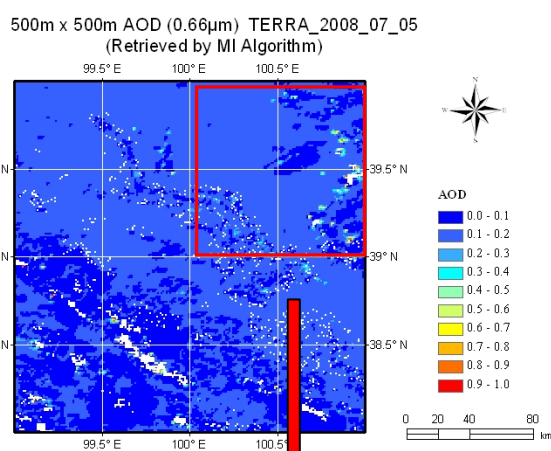 500m x 500m AOD (0.66μm) TERRA_2008_07_05
(Retrieved by MI Algorithm)
99.5° E 100° E 100.5° E
N 39.5° N
N 39° N
N 38.5° N
99.5° E 100° E 100.5°
N
W E
S
AOD
0.0 - 0.1
0.1 - 0.2
0.2 - 0.3
0.3 - 0.4
0.4 - 0.5
0.5 - 0.6
0.6 - 0.7
0.7 - 0.8
0.8 - 0.9
0.9 - 1.0
0 20 40 80
km